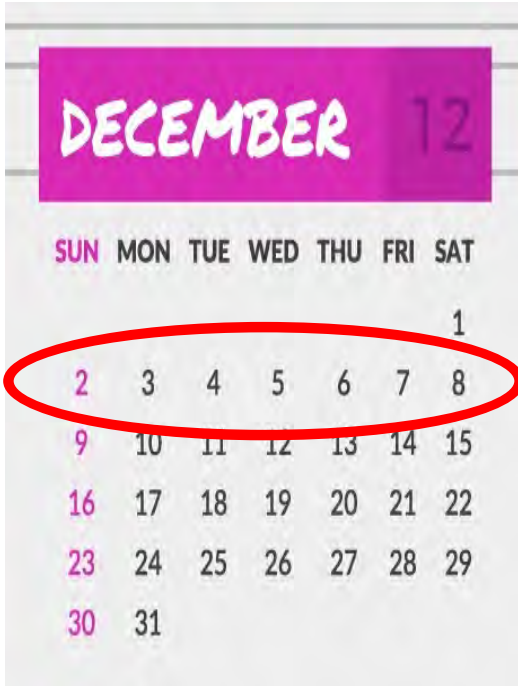 DECEMBER 12
SUN MON TUE WED THU FRI SAT
1
2 3 4 5 6 7 8
9 10 11 12 13 14 15
16 17 18 19 20 21 22
23 24 25 26 27 28 29
30 31